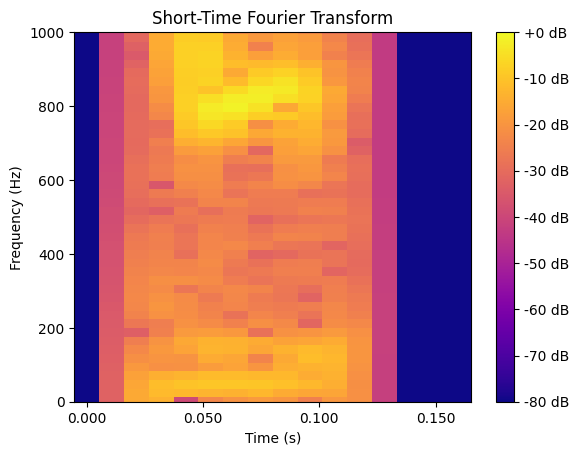 Short-Time Fourier Transform
1000
800
600
400
200
0
Frequency (Hz)
0.000
0.050
0.100
0.150
Time (s)
+0 dB
-10 dB
-20 dB
-30 dB
-40 dB
-50 dB
-60 dB
-70 dB
-80 dB